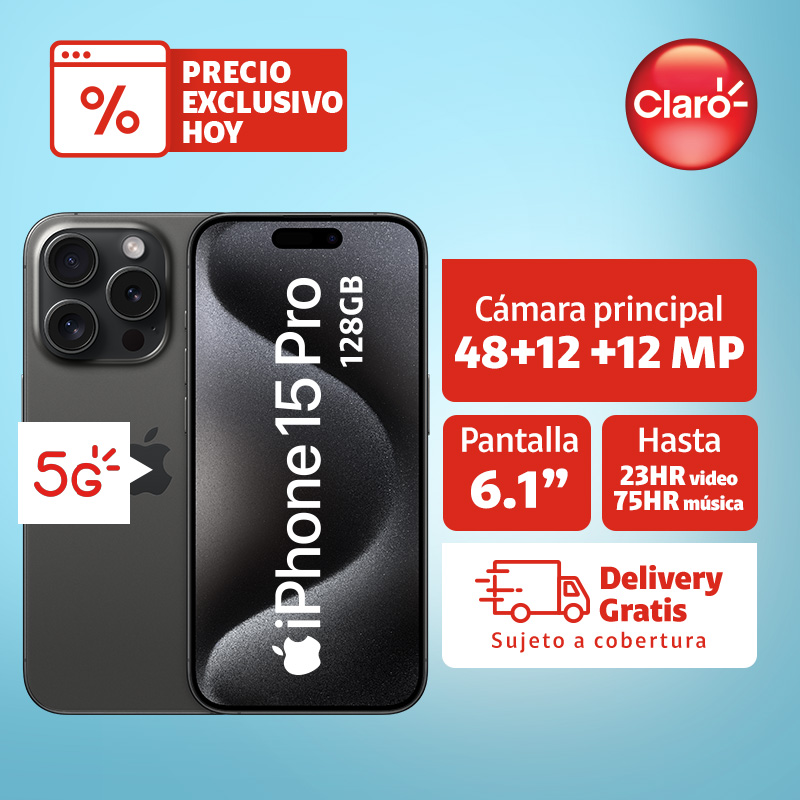 %
PRECIO
EXCLUSIVO
HOY
Claro
iPhone 15 Pro
128GB
5G
Cámara principal
48+12 +12 MP
Pantalla
6.1”
Hasta
23HR video
75HR música
Delivery
Gratis
Sujeto a cobertura